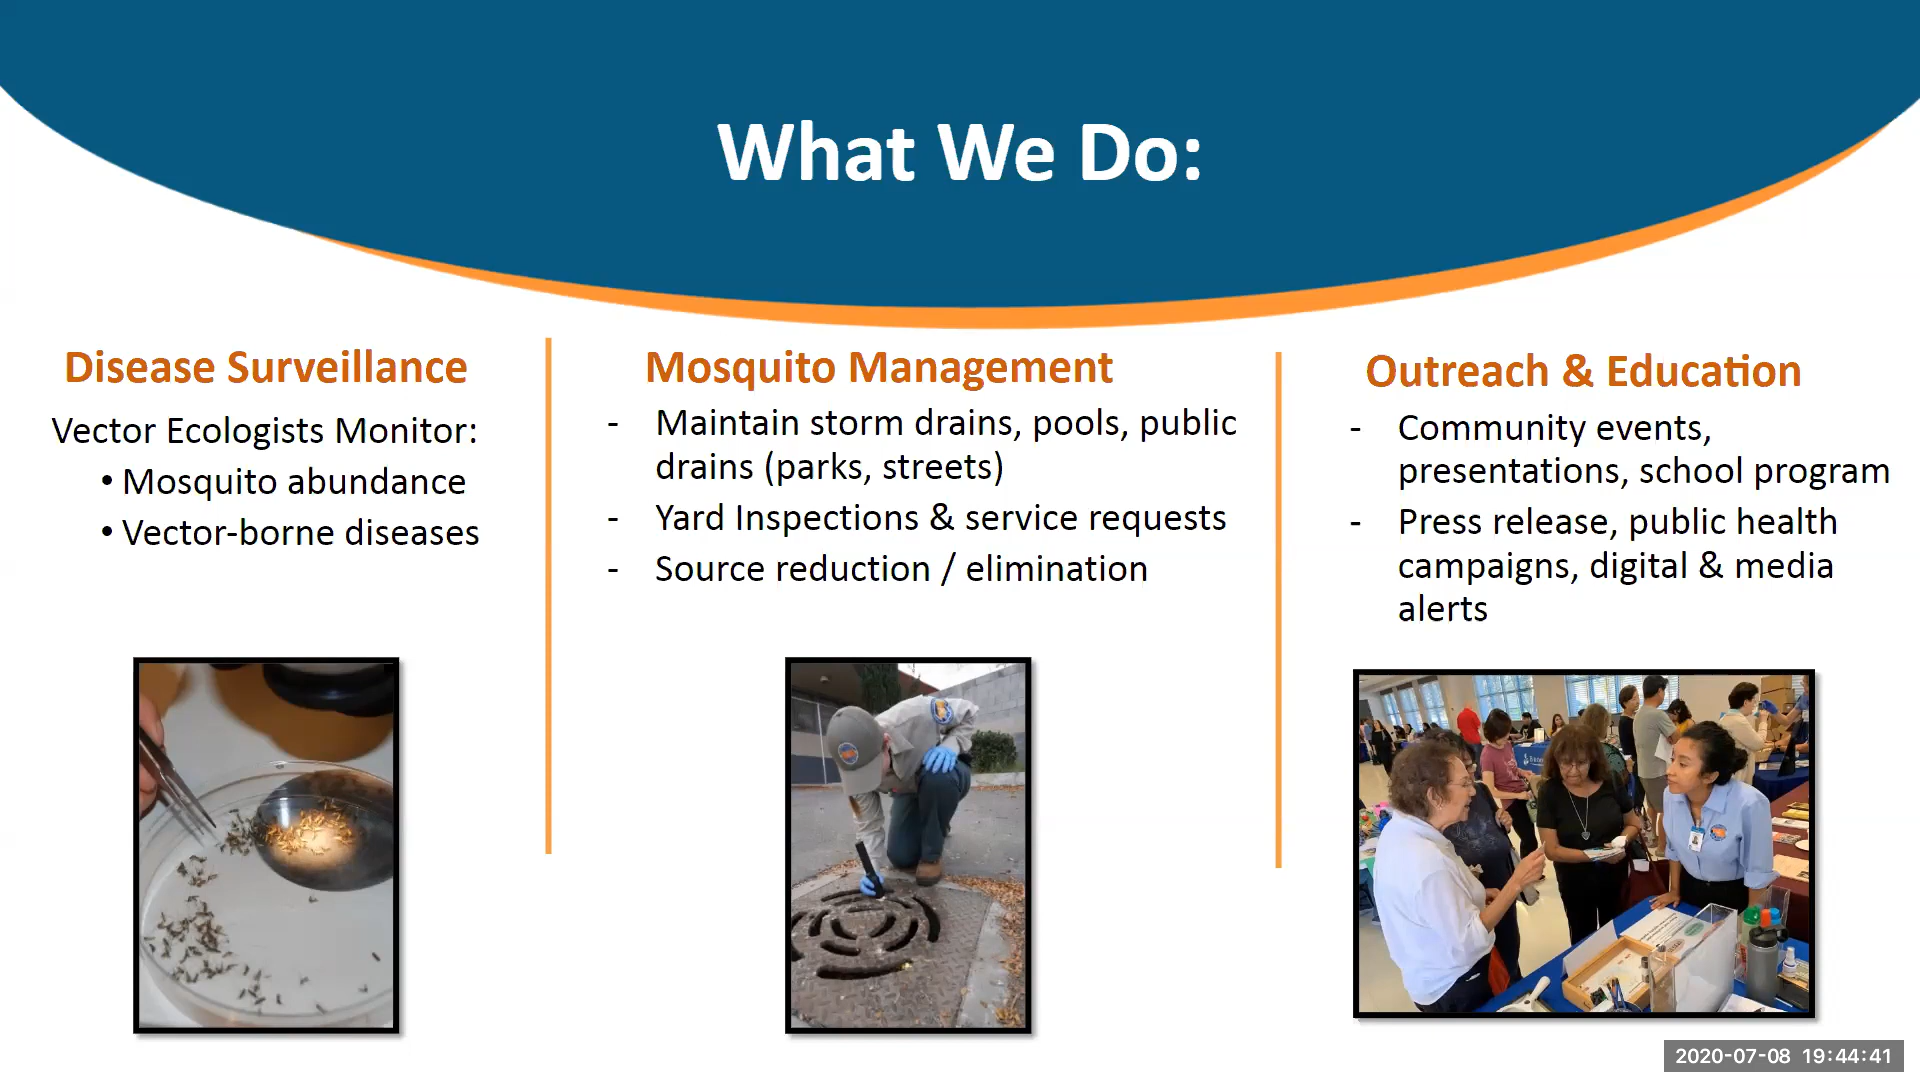 What We Do:
Disease Surveillance
Vector Ecologists Monitor:
• Mosquito abundance
• Vector-borne diseases
Mosquito Management
- Maintain storm drains, pools, public
drains (parks, streets)
- Yard Inspections & service requests
- Source reduction / elimination
Outreach & Education
- Community events,
presentations, school program
- Press release, public health
campaigns, digital & media
alerts
2020-07-08 19:44:41